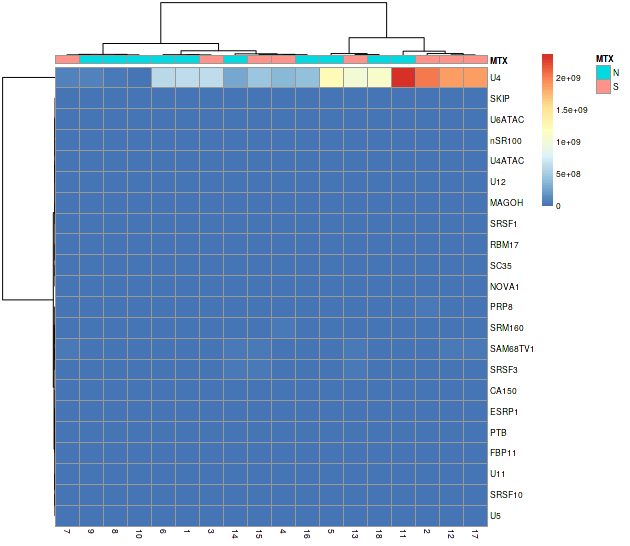 MTX
U4
SKIP
U6ATAC
nSR100
U4ATAC
U12
MAGOH
SRSF1
RBM17
SC35
NOVA1
PRP8
SRM160
SAM68TV1
SRSF3
CA150
ESRP1
PTB
FBP11
U11
SRSF10
U5
7 9 8 10 6 1 3 14 15 4 16 5 13 18 11 2 12 17
2e+09
1.5e+09
1e+09
5e+08
0
MTX
N
S